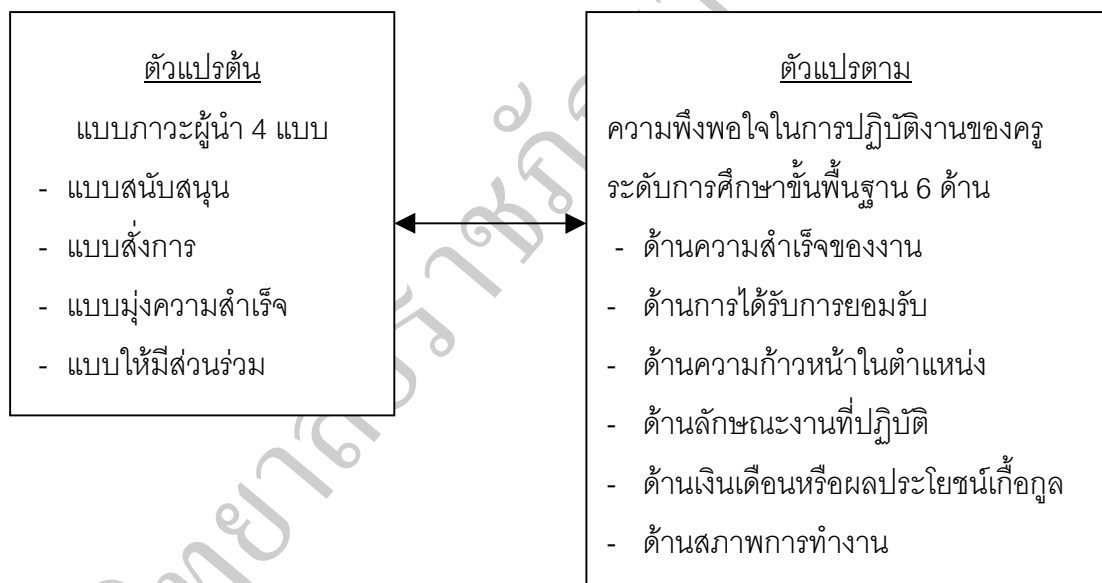 ตัวแปรต้น
แบบภาวะผู้นำ 4 แบบ
- แบบสนับสนุน
- แบบสั่งการ
- แบบมุ่งความสำเร็จ
- แบบให้มีส่วนร่วม
ตัวแปรตาม
ความพึงพอใจในการปฏิบัติงานของครู
ระดับการศึกษาขั้นพื้นฐาน 6 ด้าน
- ด้านความสำเร็จของงาน
- ด้านการได้รับการยอมรับ
- ด้านความก้าวหน้าในตำแหน่ง
- ด้านลักษณะงานที่ปฏิบัติ
- ด้านเงินเดือนหรือผลประโยชน์เกื้อกูล
- ด้านสภาพการทำงาน